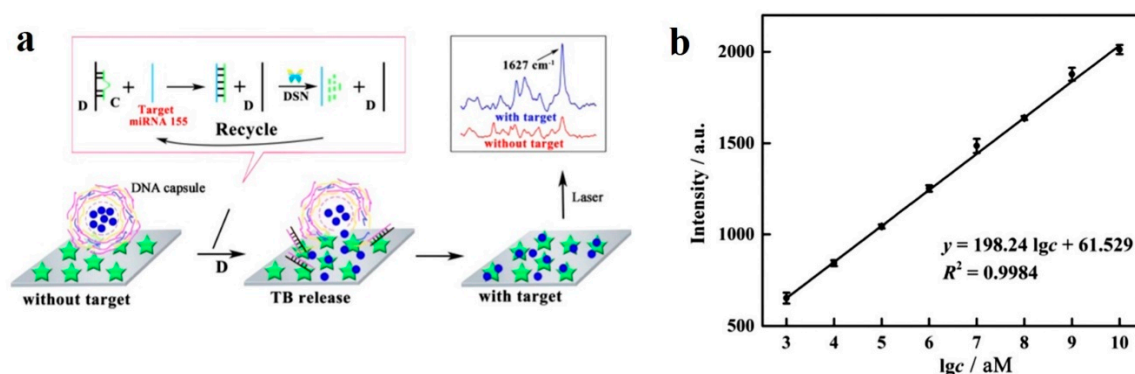 a
D
C
+
Target
miRNA 155
+
D
DSN
+
D
Recycle
1627 cm⁻¹
with target
without target
DNA capsule
D
Laser
without target
TB release
with target
b
Intensity / a.u.
2000
1500
1000
500
y = 198.24 lgc + 61.529
R² = 0.9984
3 4 5 6 7 8 9 10
lgc / aM